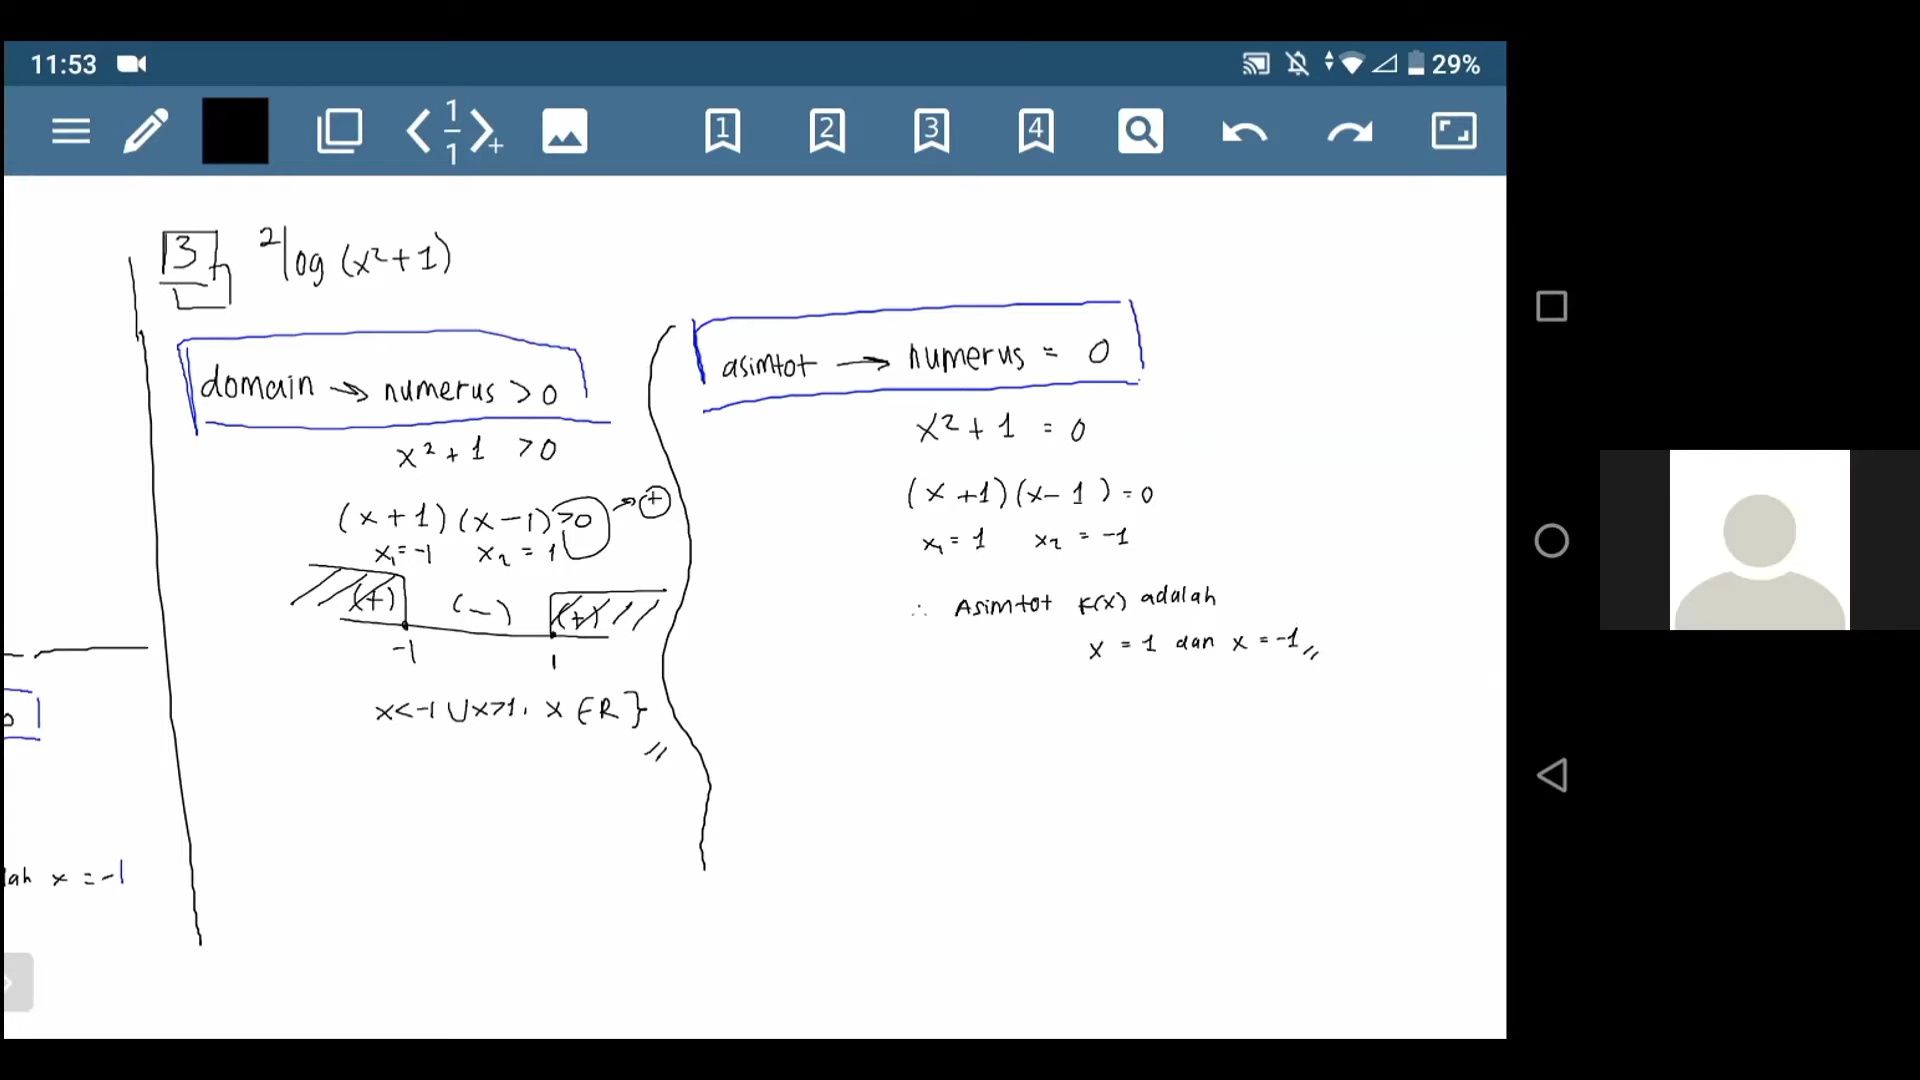 11:53
29%
1
1
1
2
3
4
3
²log (x²+1)
domain → numerus > 0
x² + 1 > 0
(x+1) (x-1) > 0 → +
x₁ = -1 x₂ = 1
(+) (-) (+)
-1 1
x<-1 ∪ x>1, x ∈ R }
asimtot → numerus = 0
x² + 1 = 0
(x +1) (x- 1) = 0
x₁ = 1 x₂ = -1
∴ Asimtot F(x) adalah
x = 1 dan x = -1
lah x = -1